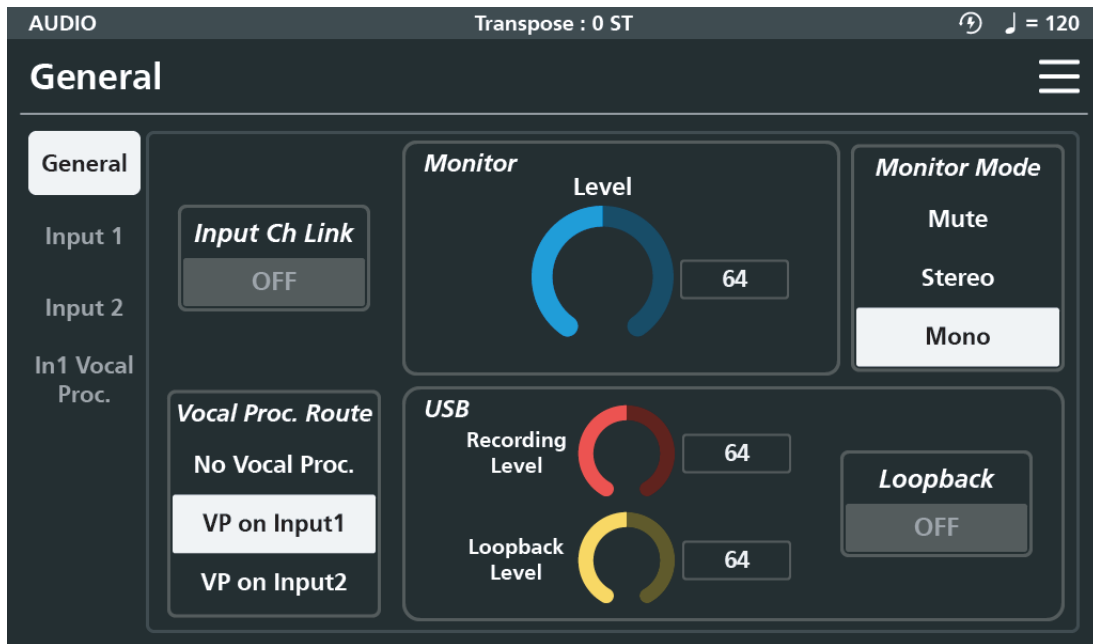 AUDIO
Transpose : 0 ST
♩ = 120
General
General
Input 1
Input 2
In1 Vocal
Proc.
Input Ch Link
OFF
Vocal Proc. Route
No Vocal Proc.
VP on Input1
VP on Input2
Monitor
Level
64
Monitor Mode
Mute
Stereo
Mono
USB
Recording
Level
64
Loopback
Level
64
Loopback
OFF